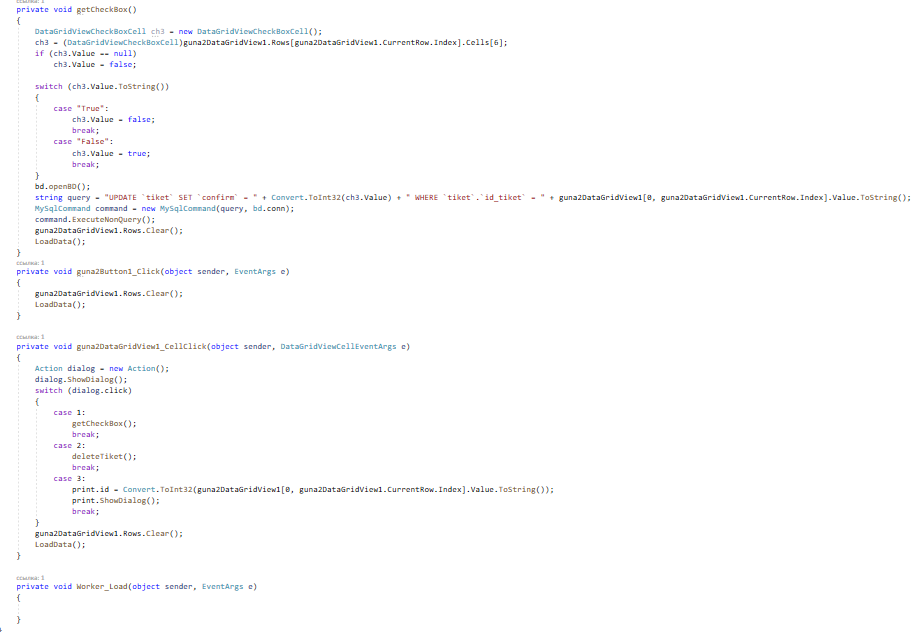 ссылка: 1
private void getCheckBox()
{
DataGridViewCheckBoxCell ch3 = new DataGridViewCheckBoxCell();
ch3 = (DataGridViewCheckBoxCell)guna2DataGridView1.Rows[guna2DataGridView1.CurrentRow.Index].Cells[6];
if (ch3.Value == null)
ch3.Value = false;
switch (ch3.Value.ToString())
{
case "True":
ch3.Value = false;
break;
case "False":
ch3.Value = true;
break;
}
bd.openBD();
string query = "UPDATE `tiket` SET `confirm` = " + Convert.ToInt32(ch3.Value) + " WHERE `tiket`.`id_tiket` = " + guna2DataGridView1[0, guna2DataGridView1.CurrentRow.Index].Value.ToString();
MySqlCommand command = new MySqlCommand(query, bd.conn);
command.ExecuteNonQuery();
guna2DataGridView1.Rows.Clear();
LoadData();
}
ссылка: 1
private void guna2Button1_Click(object sender, EventArgs e)
{
guna2DataGridView1.Rows.Clear();
LoadData();
}
ссылка: 1
private void guna2DataGridView1_CellClick(object sender, DataGridViewCellEventArgs e)
{
Action dialog = new Action();
dialog.ShowDialog();
switch (dialog.click)
{
case 1:
getCheckBox();
break;
case 2:
deleteTiket();
break;
case 3:
print.id = Convert.ToInt32(guna2DataGridView1[0, guna2DataGridView1.CurrentRow.Index].Value.ToString());
print.ShowDialog();
break;
}
guna2DataGridView1.Rows.Clear();
LoadData();
}
ссылка: 1
private void Worker_Load(object sender, EventArgs e)
{
}